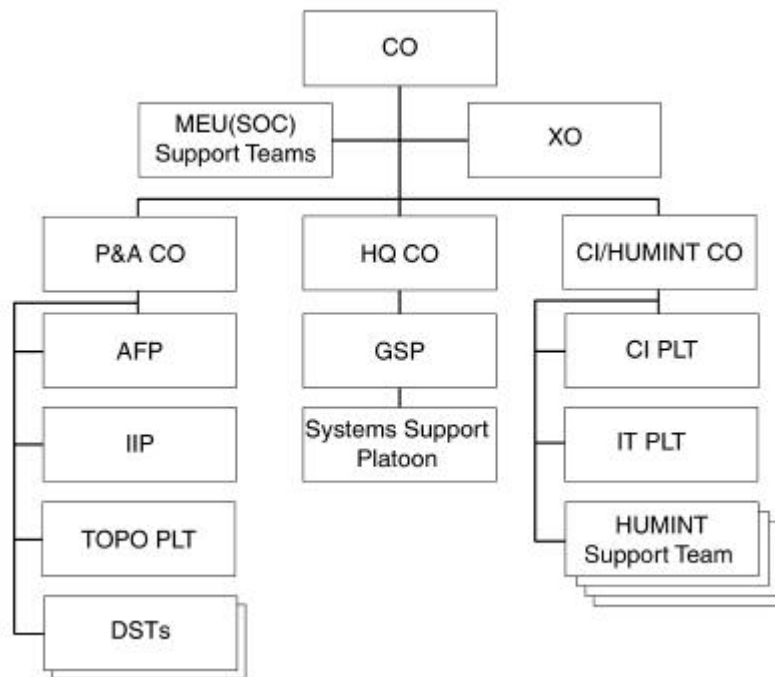 CO
MEU(SOC)
Support Teams
XO
P&A CO
HQ CO
CI/HUMINT CO
AFP
GSP
CI PLT
IIP
Systems Support
Platoon
IT PLT
TOPO PLT
HUMINT
Support Team
DSTs